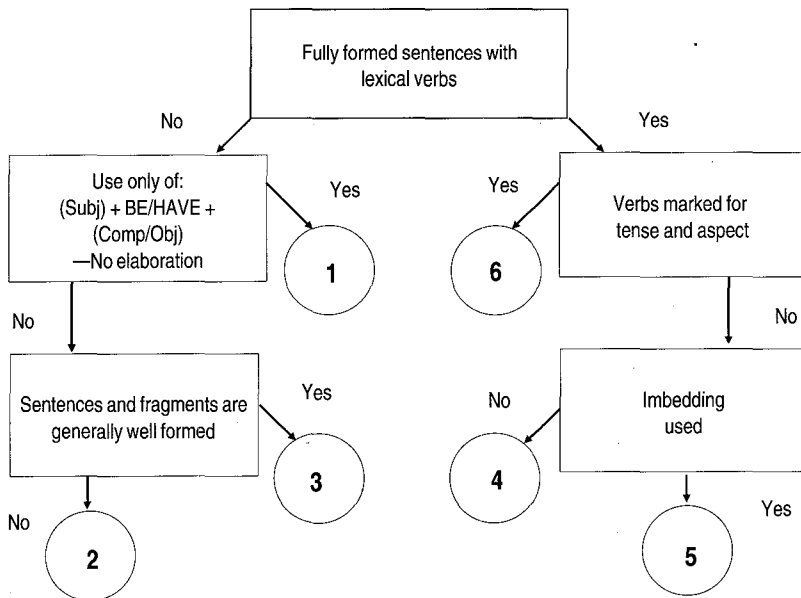 Fully formed sentences with
lexical verbs
No
Yes
Use only of:
(Subj) + BE/HAVE +
(Comp/Obj)
—No elaboration
Yes
1
Yes
6
Verbs marked for
tense and aspect
No
No
Sentences and fragments are
generally well formed
Yes
3
No
4
Imbedding
used
No
2
Yes
5